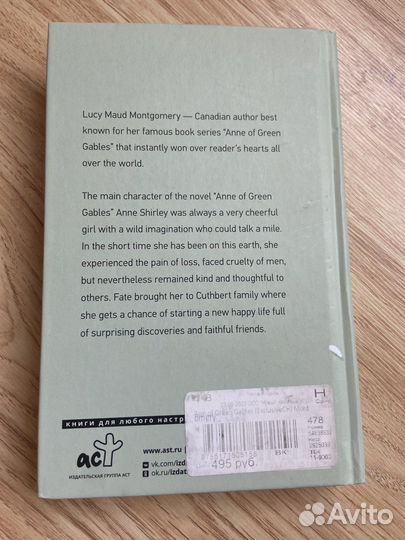 Lucy Maud Montgomery — Canadian author best
known for her famous book series "Anne of Green
Gables" that instantly won over reader's hearts all
over the world.
The main character of the novel "Anne of Green
Gables" Anne Shirley was always a very cheerful
girl with a wild imagination who could talk a mile.
In the short time she has been on this earth, she
experienced the pain of loss, faced cruelty of men,
but nevertheless remained kind and thoughtful to
others. Fate brought her to Cuthbert family where
she gets a chance of starting a new happy life full
of surprising discoveries and faithful friends.
книги для любого настр
аст
ИЗДАТЕЛЬСКАЯ ГРУППА АСТ
www.ast.ru
vk.com/izd
ok.ru/izdat
H
478
495 руб
Avito